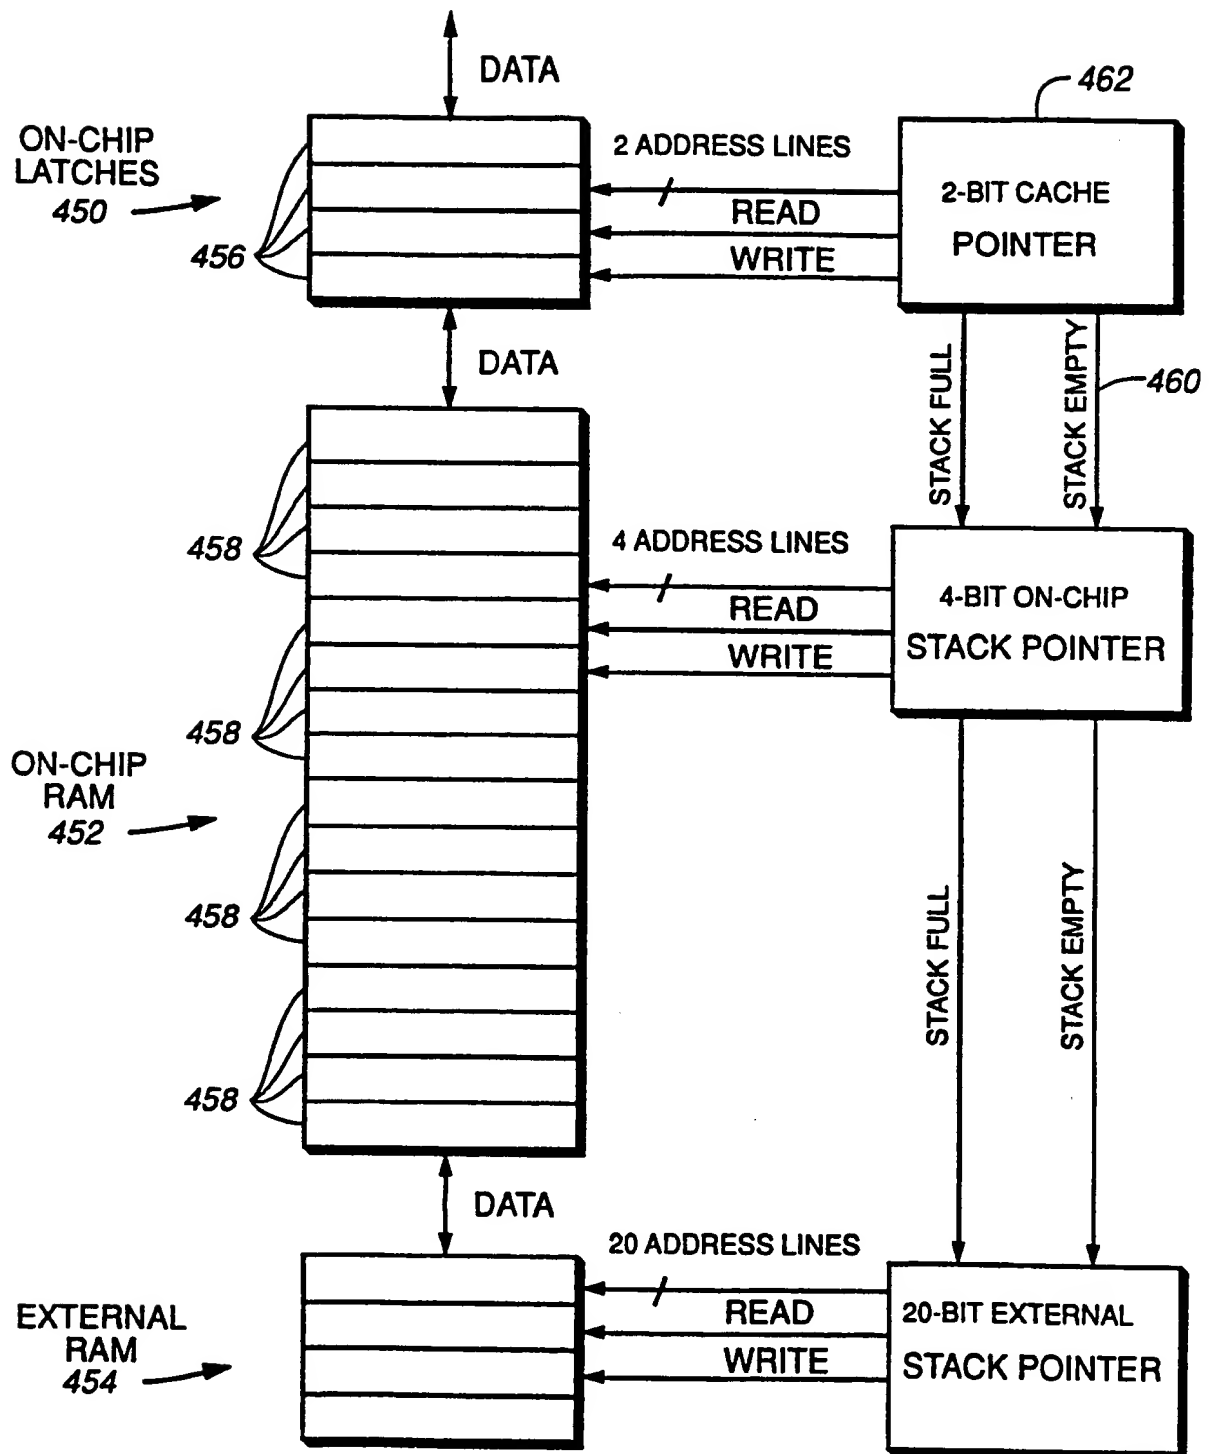 DATA
462
ON-CHIP
LATCHES
450
456
2 ADDRESS LINES
READ
WRITE
2-BIT CACHE
POINTER
DATA
STACK FULL
STACK EMPTY
460
458
4 ADDRESS LINES
READ
WRITE
4-BIT ON-CHIP
STACK POINTER
458
ON-CHIP
RAM
452
458
STACK FULL
STACK EMPTY
458
DATA
20 ADDRESS LINES
READ
WRITE
20-BIT EXTERNAL
STACK POINTER
EXTERNAL
RAM
454